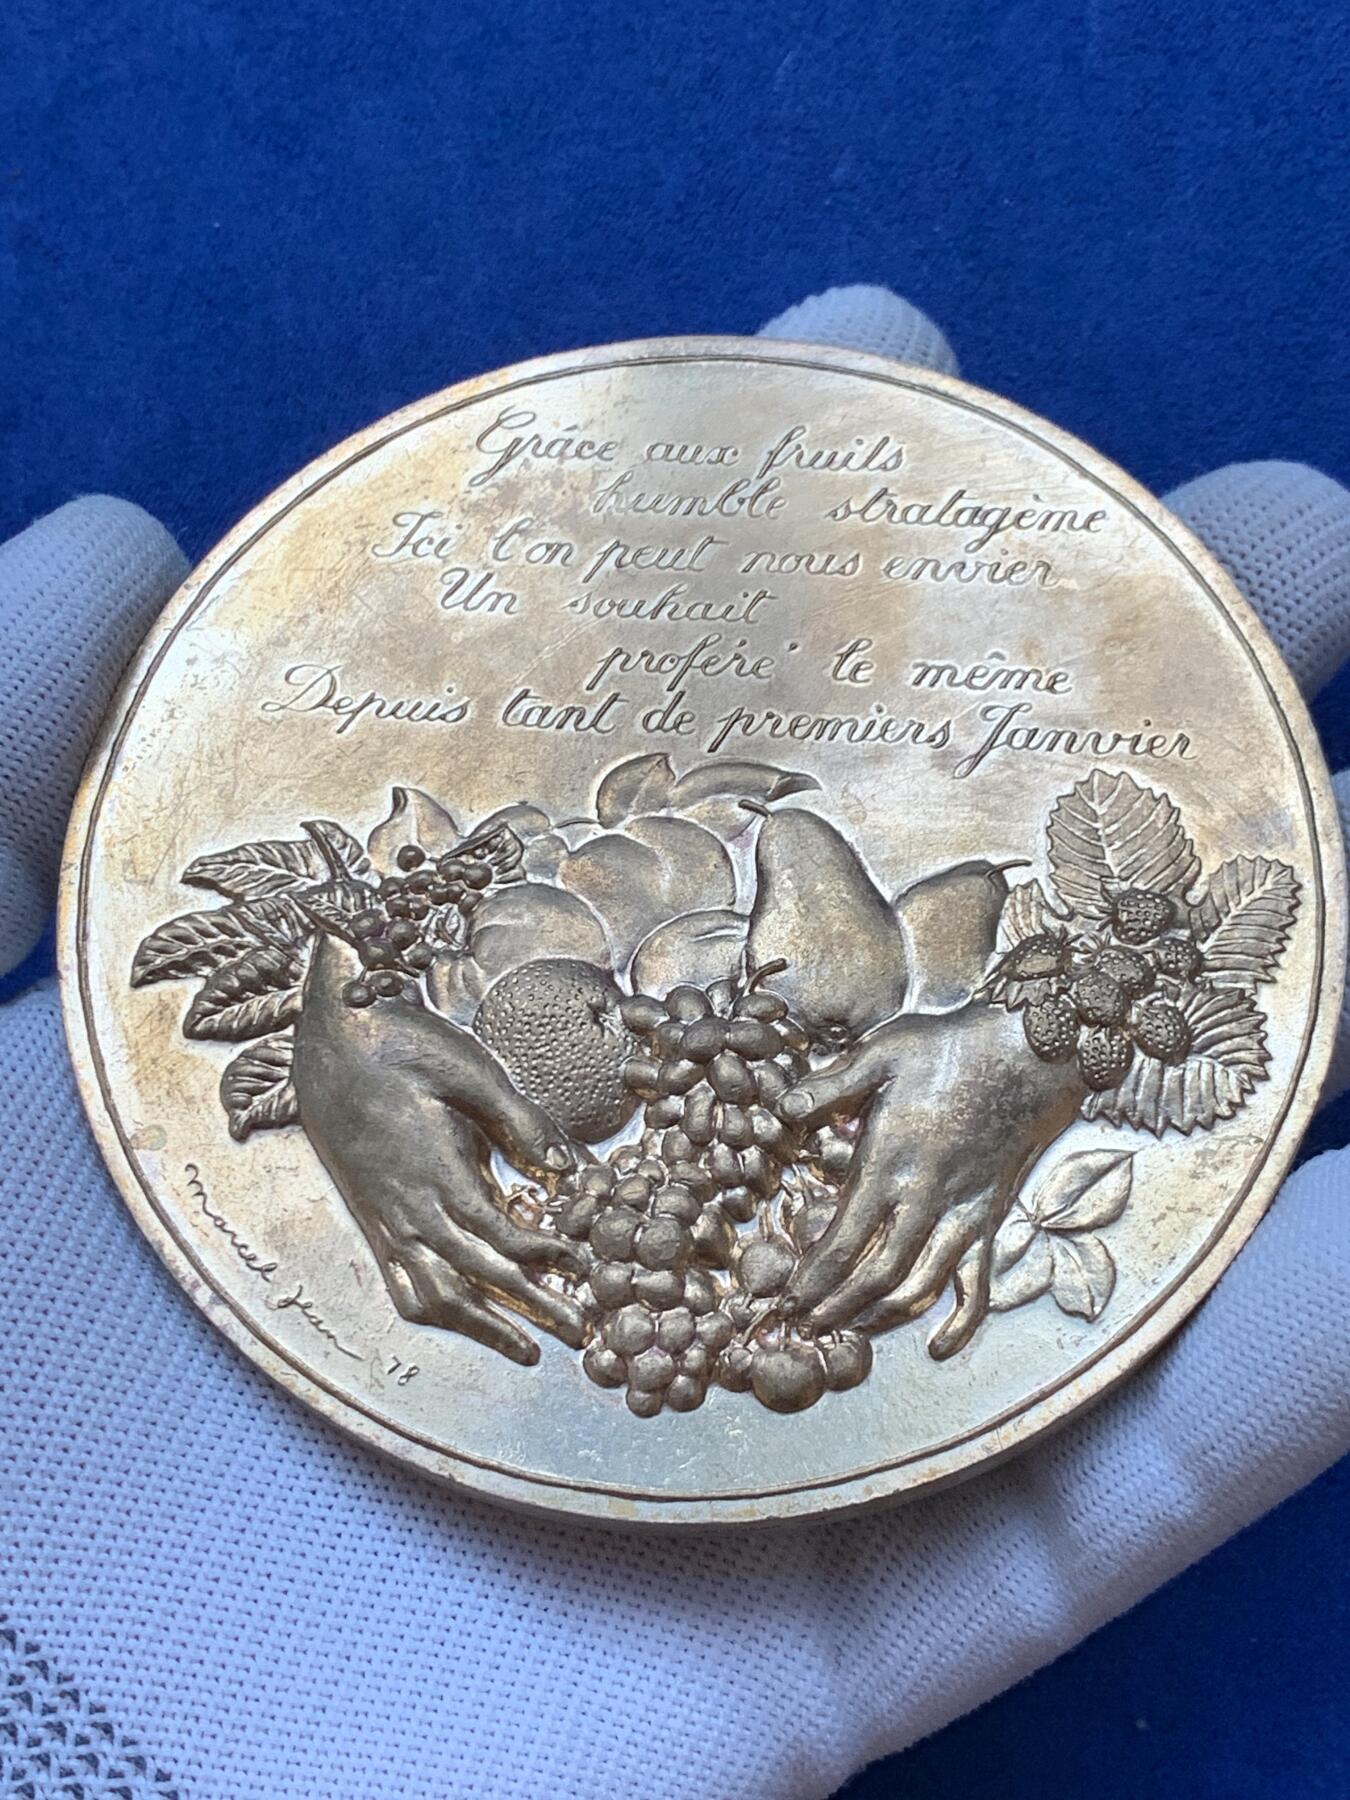 Grâce aux fruits
humble stratagème
Ici l'on peut nous envier
Un souhait
proféré le même
Depuis tant de premiers Janvier
marcel jean 78